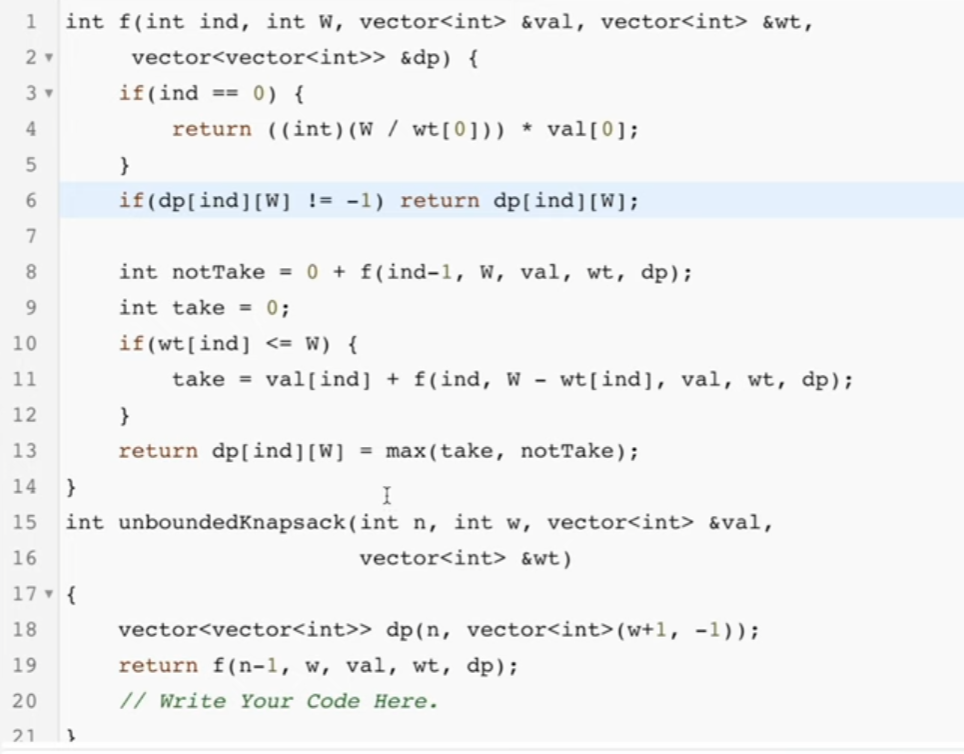 1 int f(int ind, int W, vector<int> &val, vector<int> &wt,
2 vector<vector<int>> &dp) {
3 if(ind == 0) {
4 return ((int)(W / wt[0])) * val[0];
5 }
6 if(dp[ind][W] != -1) return dp[ind][W];
7
8 int notTake = 0 + f(ind-1, W, val, wt, dp);
9 int take = 0;
10 if(wt[ind] <= W) {
11 take = val[ind] + f(ind, W - wt[ind], val, wt, dp);
12 }
13 return dp[ind][W] = max(take, notTake);
14 }
15 int unboundedKnapsack(int n, int w, vector<int> &val,
16 vector<int> &wt)
17 {
18 vector<vector<int>> dp(n, vector<int>(w+1, -1));
19 return f(n-1, w, val, wt, dp);
20 // Write Your Code Here.
21 }